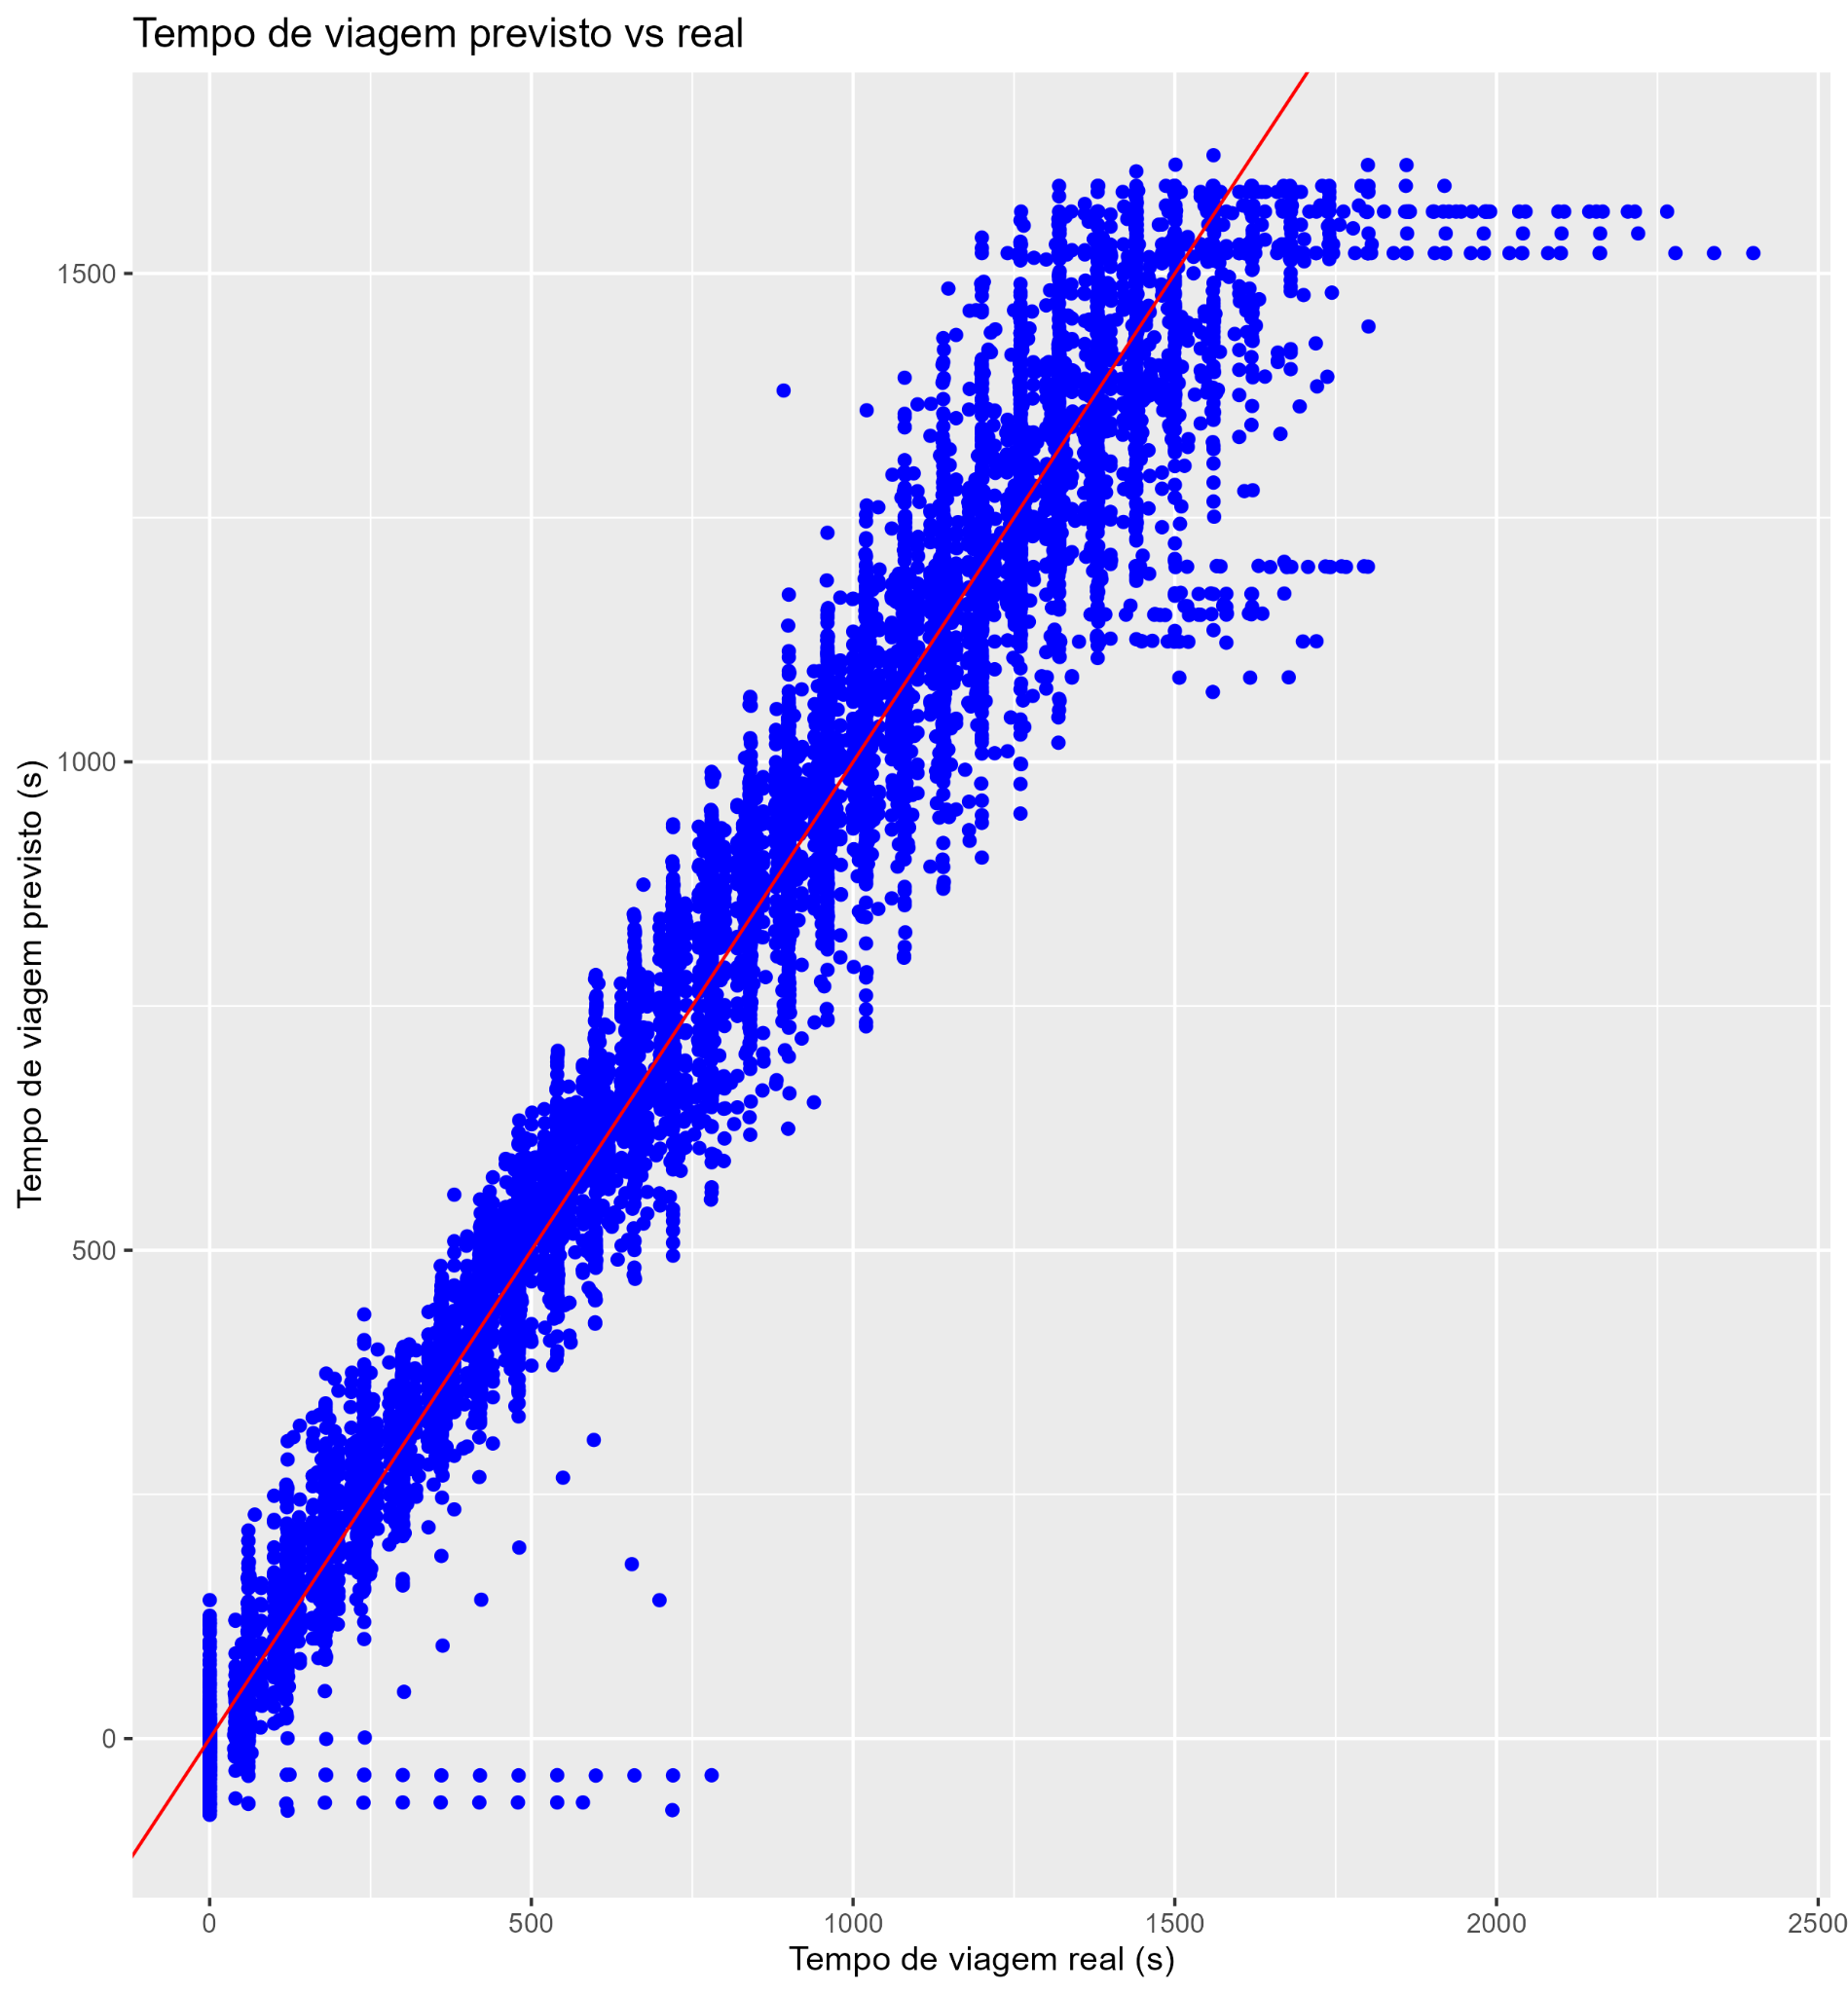 Tempo de viagem previsto vs real
Tempo de viagem previsto (s)
1500
1000
500
0
0 500 1000 1500 2000 2500
Tempo de viagem real (s)